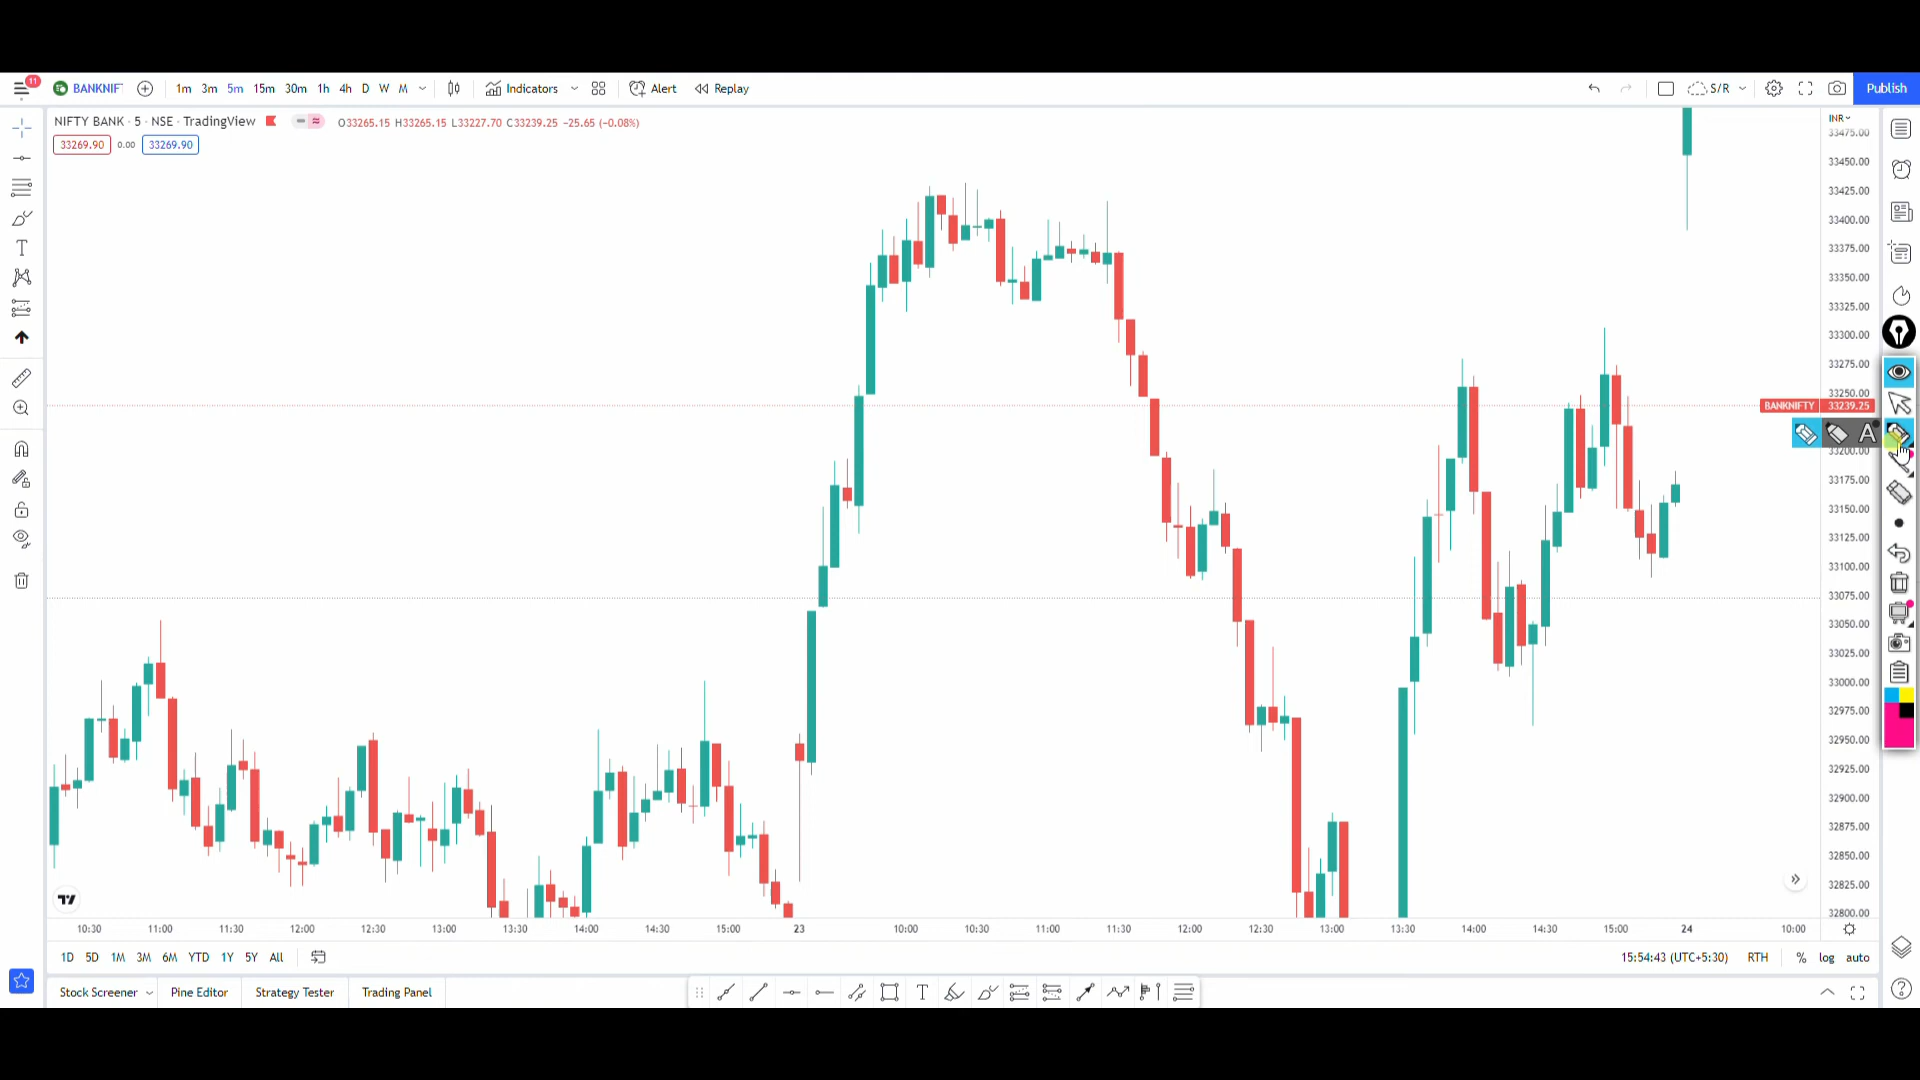 11
BANKNIF
1m 3m 5m 15m 30m 1h 4h D W M
Indicators
Alert
Replay
S/R
Publish
NIFTY BANK · 5 · NSE · TradingView
O33265.15 H33265.15 L33227.70 C33239.25 −25.65 (−0.08%)
33269.90 0.00 33269.90
INR
33475.00
33450.00
33425.00
33400.00
33375.00
33350.00
33325.00
33300.00
33275.00
33250.00
BANKNIFTY 33239.25
A
33200.00
33175.00
33150.00
33125.00
33100.00
33075.00
33050.00
33025.00
33000.00
32975.00
32950.00
32925.00
32900.00
32875.00
32850.00
32825.00
32800.00
10:30 11:00 11:30 12:00 12:30 13:00 13:30 14:00 14:30 15:00 23 10:00 10:30 11:00 11:30 12:00 12:30 13:00 13:30 14:00 14:30 15:00 24 10:00
1D 5D 1M 3M 6M YTD 1Y 5Y All
15:54:43 (UTC+5:30) RTH % log auto
Stock Screener Pine Editor Strategy Tester Trading Panel
T